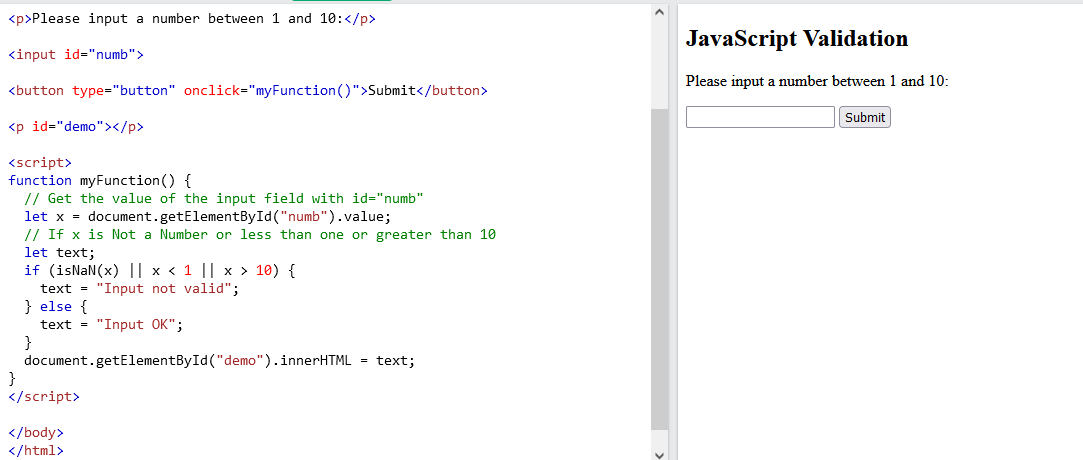 <p>Please input a number between 1 and 10:</p>
<input id="numb">
<button type="button" onclick="myFunction()">Submit</button>
<p id="demo"></p>
<script>
function myFunction() {
  // Get the value of the input field with id="numb"
  let x = document.getElementById("numb").value;
  // If x is Not a Number or less than one or greater than 10
  let text;
  if (isNaN(x) || x < 1 || x > 10) {
    text = "Input not valid";
  } else {
    text = "Input OK";
  }
  document.getElementById("demo").innerHTML = text;
}
</script>
</body>
</html>
JavaScript Validation
Please input a number between 1 and 10:
Submit